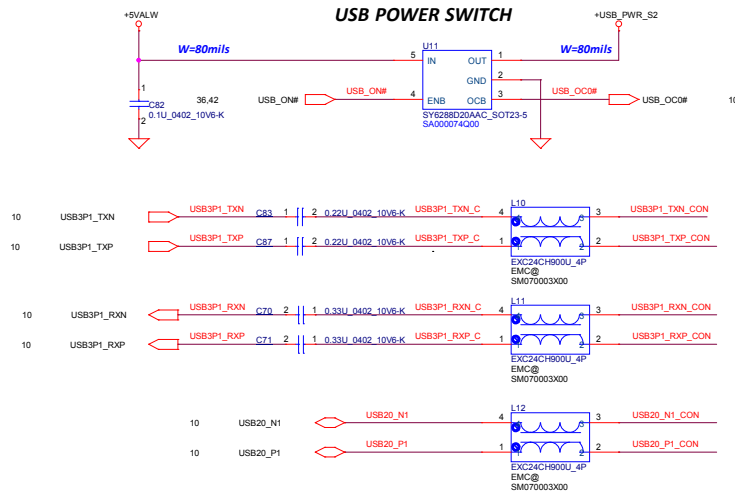 USB POWER SWITCH
+5VALW
+USB_PWR_S2
W=80mils
W=80mils
U11
5 IN OUT 1
GND 2
4 ENB OCB 3
1
C82
0.1U_0402_10V6-K
2
36,42 USB_ON# USB_ON#
USB_OC0# USB_OC0# 10
SY6288D20AAC_SOT23-5
SA000074Q00
L10
10 USB3P1_TXN USB3P1_TXN C83 1 2 0.22U_0402_10V6-K USB3P1_TXN_C 4 3 USB3P1_TXN_CON
10 USB3P1_TXP USB3P1_TXP C87 1 2 0.22U_0402_10V6-K USB3P1_TXP_C 1 2 USB3P1_TXP_CON
EXC24CH900U_4P
EMC@
SM070003X00
L11
10 USB3P1_RXN USB3P1_RXN C70 2 1 0.33U_0402_10V6-K USB3P1_RXN_C 4 3 USB3P1_RXN_CON
10 USB3P1_RXP USB3P1_RXP C71 2 1 0.33U_0402_10V6-K USB3P1_RXP_C 1 2 USB3P1_RXP_CON
EXC24CH900U_4P
EMC@
SM070003X00
L12
10 USB20_N1 USB20_N1 4 3 USB20_N1_CON
10 USB20_P1 USB20_P1 1 2 USB20_P1_CON
EXC24CH900U_4P
EMC@
SM070003X00